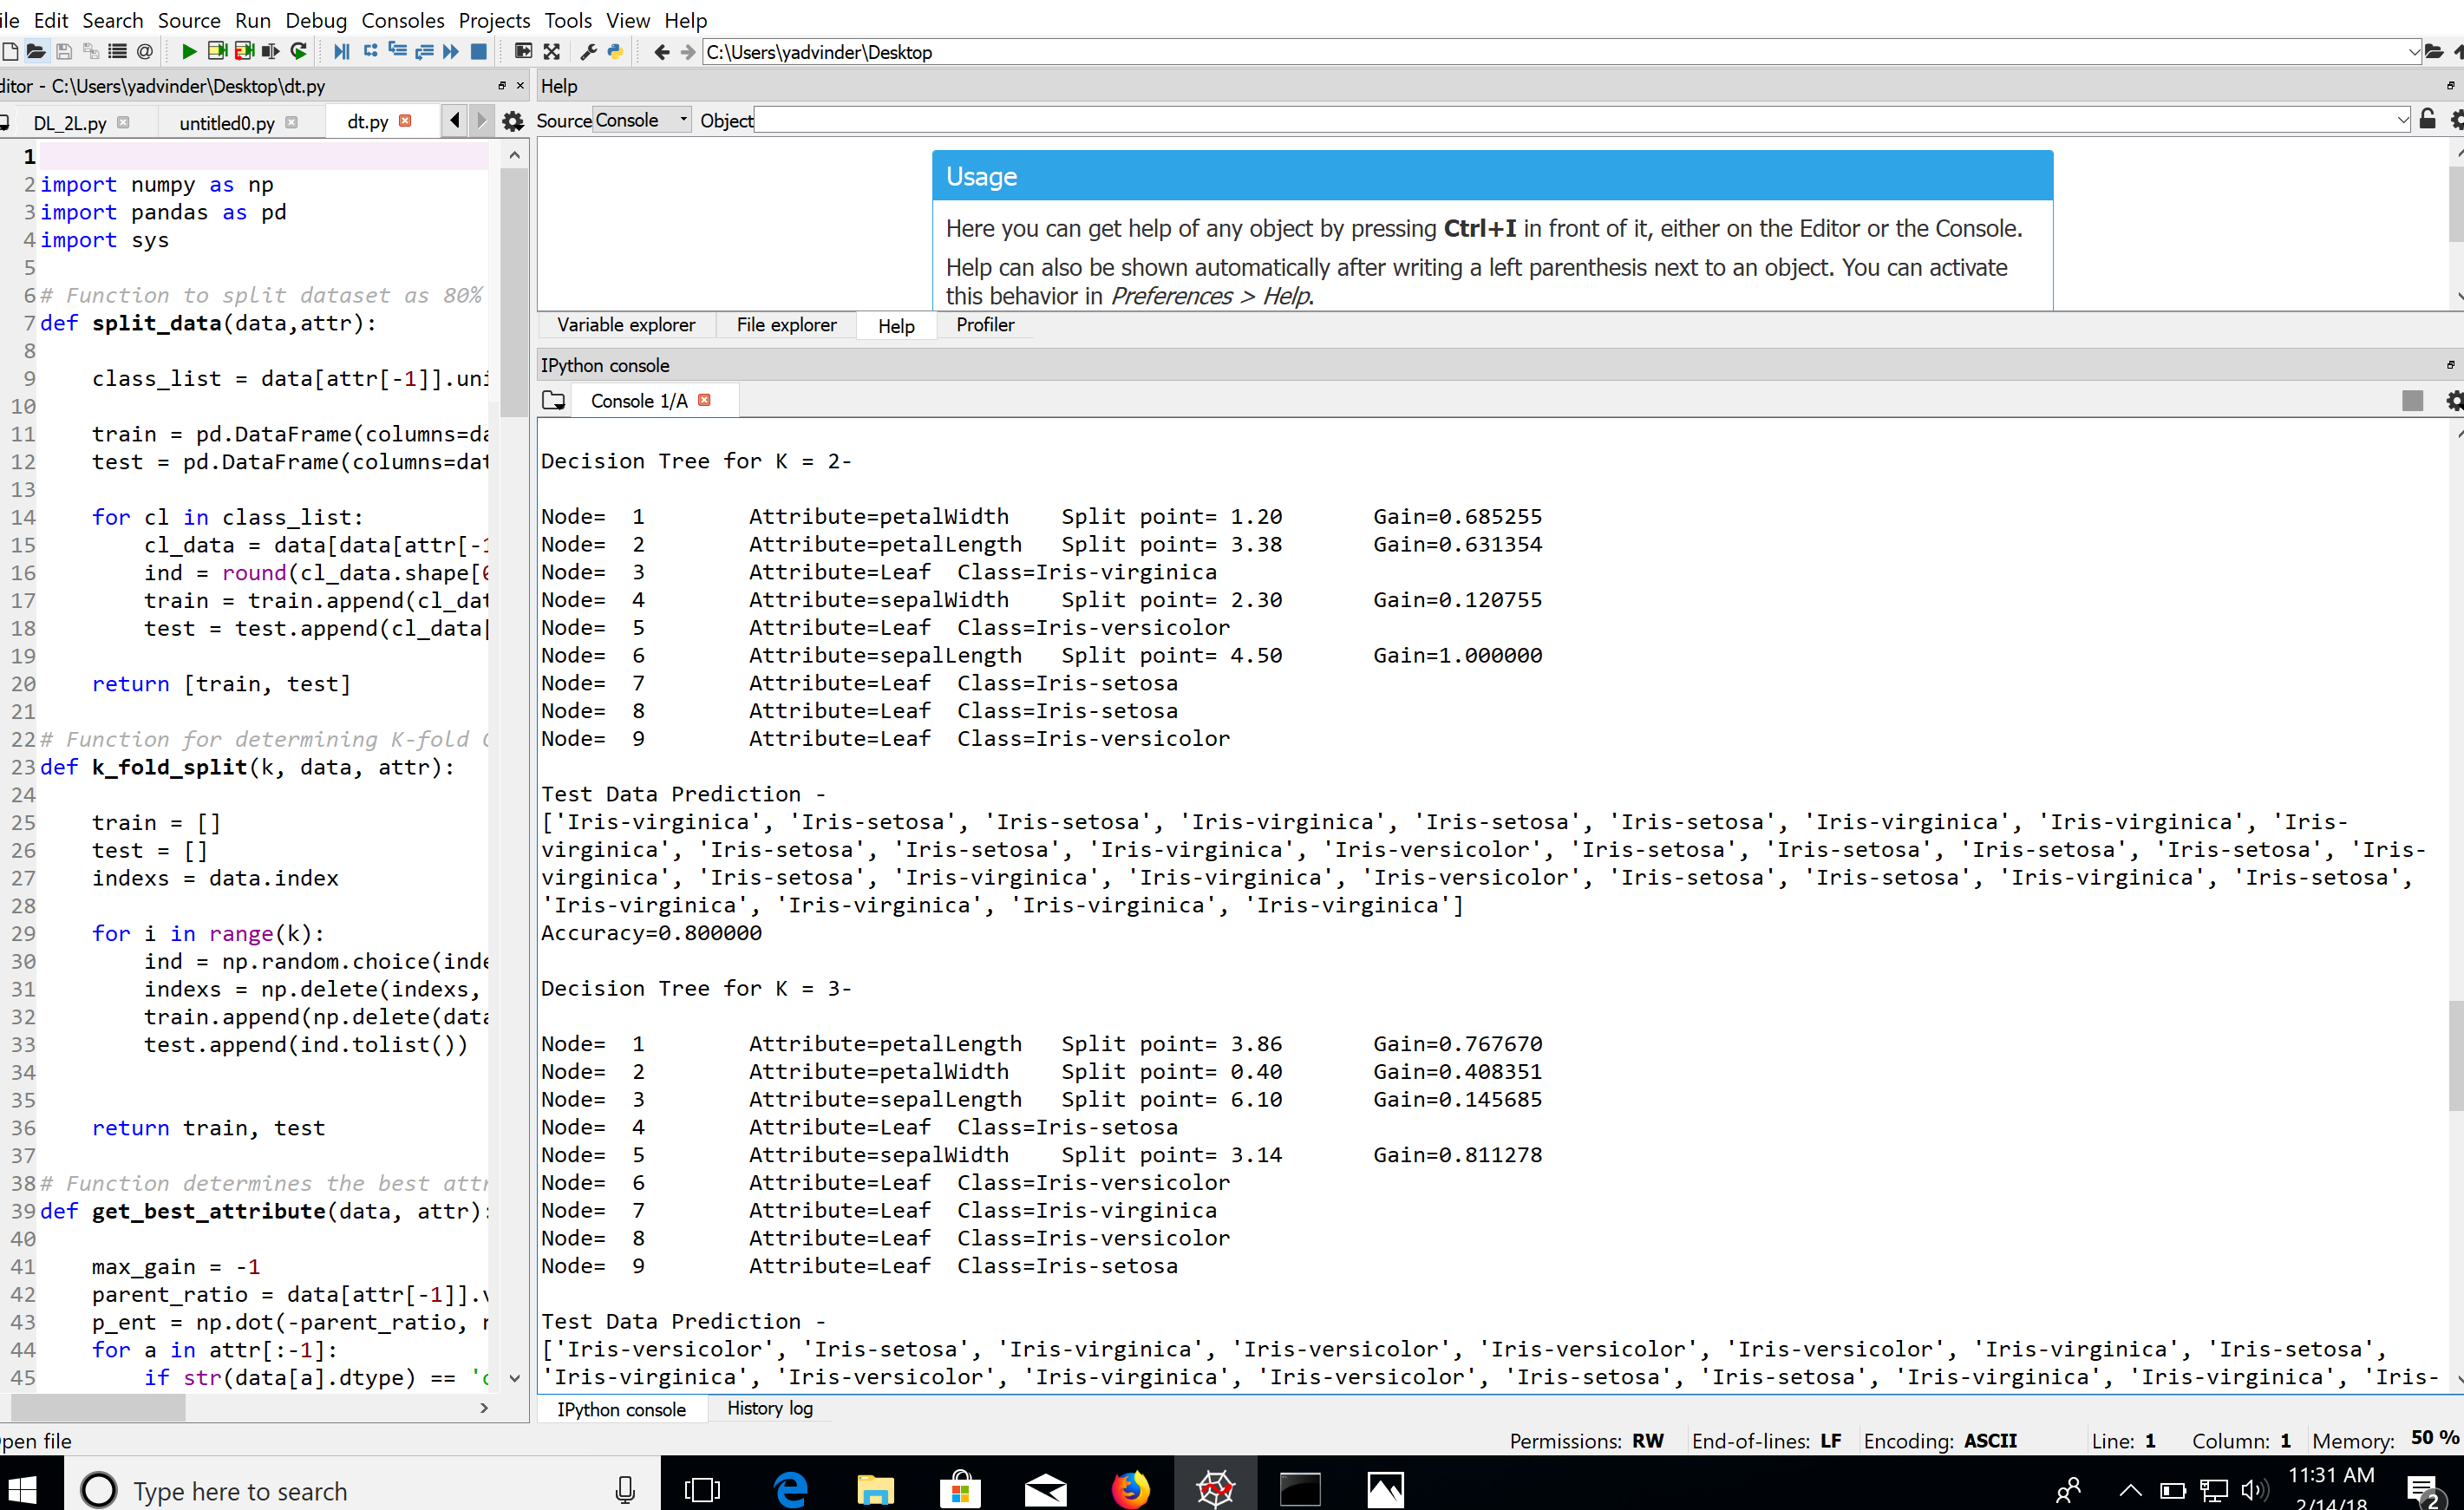 ile Edit Search Source Run Debug Consoles Projects Tools View Help
C:\Users\yadvinder\Desktop
ditor - C:\Users\yadvinder\Desktop\dt.py
DL_2L.py untitled0.py dt.py
1
2 import numpy as np
3 import pandas as pd
4 import sys
5
6 # Function to split dataset as 80%
7 def split_data(data,attr):
8
9 class_list = data[attr[-1]].uni
10
11 train = pd.DataFrame(columns=da
12 test = pd.DataFrame(columns=dat
13
14 for cl in class_list:
15 cl_data = data[data[attr[-1
16 ind = round(cl_data.shape[0
17 train = train.append(cl_dat
18 test = test.append(cl_data[
19
20 return [train, test]
21
22 # Function for determining K-fold C
23 def k_fold_split(k, data, attr):
24
25 train = []
26 test = []
27 indexs = data.index
28
29 for i in range(k):
30 ind = np.random.choice(inde
31 indexs = np.delete(indexs,
32 train.append(np.delete(data
33 test.append(ind.tolist())
34
35
36 return train, test
37
38 # Function determines the best attr
39 def get_best_attribute(data, attr):
40
41 max_gain = -1
42 parent_ratio = data[attr[-1]].v
43 p_ent = np.dot(-parent_ratio, n
44 for a in attr[:-1]:
45 if str(data[a].dtype) == 'o
Help
Source Console Object
Usage
Here you can get help of any object by pressing Ctrl+I in front of it, either on the Editor or the Console.
Help can also be shown automatically after writing a left parenthesis next to an object. You can activate
this behavior in Preferences > Help.
Variable explorer File explorer Help Profiler
IPython console
Console 1/A
Decision Tree for K = 2-
Node= 1 Attribute=petalWidth Split point= 1.20 Gain=0.685255
Node= 2 Attribute=petalLength Split point= 3.38 Gain=0.631354
Node= 3 Attribute=Leaf Class=Iris-virginica
Node= 4 Attribute=sepalWidth Split point= 2.30 Gain=0.120755
Node= 5 Attribute=Leaf Class=Iris-versicolor
Node= 6 Attribute=sepalLength Split point= 4.50 Gain=1.000000
Node= 7 Attribute=Leaf Class=Iris-setosa
Node= 8 Attribute=Leaf Class=Iris-setosa
Node= 9 Attribute=Leaf Class=Iris-versicolor
Test Data Prediction -
['Iris-virginica', 'Iris-setosa', 'Iris-setosa', 'Iris-virginica', 'Iris-setosa', 'Iris-setosa', 'Iris-virginica', 'Iris-virginica', 'Iris-
virginica', 'Iris-setosa', 'Iris-setosa', 'Iris-virginica', 'Iris-versicolor', 'Iris-setosa', 'Iris-setosa', 'Iris-setosa', 'Iris-setosa', 'Iris-
virginica', 'Iris-setosa', 'Iris-virginica', 'Iris-virginica', 'Iris-versicolor', 'Iris-setosa', 'Iris-setosa', 'Iris-virginica', 'Iris-setosa',
'Iris-virginica', 'Iris-virginica', 'Iris-virginica', 'Iris-virginica']
Accuracy=0.800000
Decision Tree for K = 3-
Node= 1 Attribute=petalLength Split point= 3.86 Gain=0.767670
Node= 2 Attribute=petalWidth Split point= 0.40 Gain=0.408351
Node= 3 Attribute=sepalLength Split point= 6.10 Gain=0.145685
Node= 4 Attribute=Leaf Class=Iris-setosa
Node= 5 Attribute=sepalWidth Split point= 3.14 Gain=0.811278
Node= 6 Attribute=Leaf Class=Iris-versicolor
Node= 7 Attribute=Leaf Class=Iris-virginica
Node= 8 Attribute=Leaf Class=Iris-versicolor
Node= 9 Attribute=Leaf Class=Iris-setosa
Test Data Prediction -
['Iris-versicolor', 'Iris-setosa', 'Iris-virginica', 'Iris-versicolor', 'Iris-versicolor', 'Iris-versicolor', 'Iris-virginica', 'Iris-setosa',
'Iris-virginica', 'Iris-versicolor', 'Iris-virginica', 'Iris-versicolor', 'Iris-setosa', 'Iris-setosa', 'Iris-virginica', 'Iris-virginica', 'Iris-
IPython console History log
pen file
Permissions: RW End-of-lines: LF Encoding: ASCII Line: 1 Column: 1 Memory: 50 %
Type here to search
11:31 AM
2/14/18
2